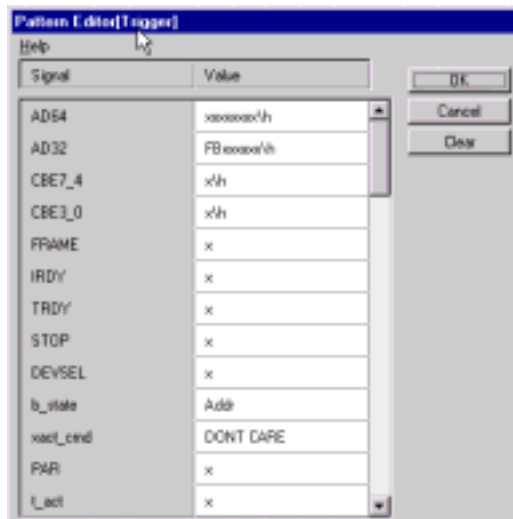 Pattern Editor[Trigger]
Help
Signal Value
OK
Cancel
Clear
AD64 xxxxxxxx\h
AD32 FBxxxxxx\h
CBE7_4 x\h
CBE3_0 x\h
FRAME x
IRDY x
TRDY x
STOP x
DEVSEL x
b_state Addr
xact_cmd DONT CARE
PAR x
t_act x